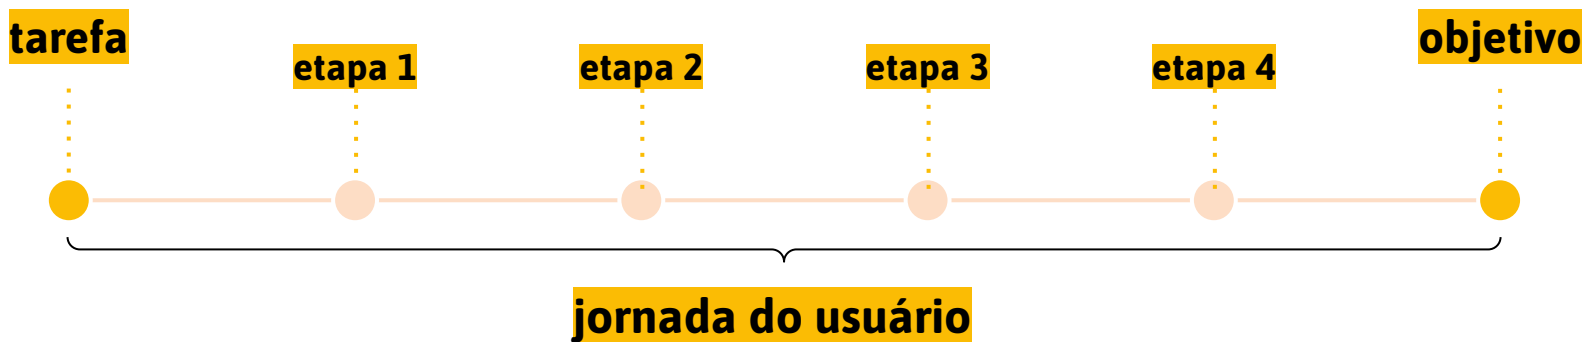 tarefa
etapa 1
etapa 2
etapa 3
etapa 4
objetivo
jornada do usuário